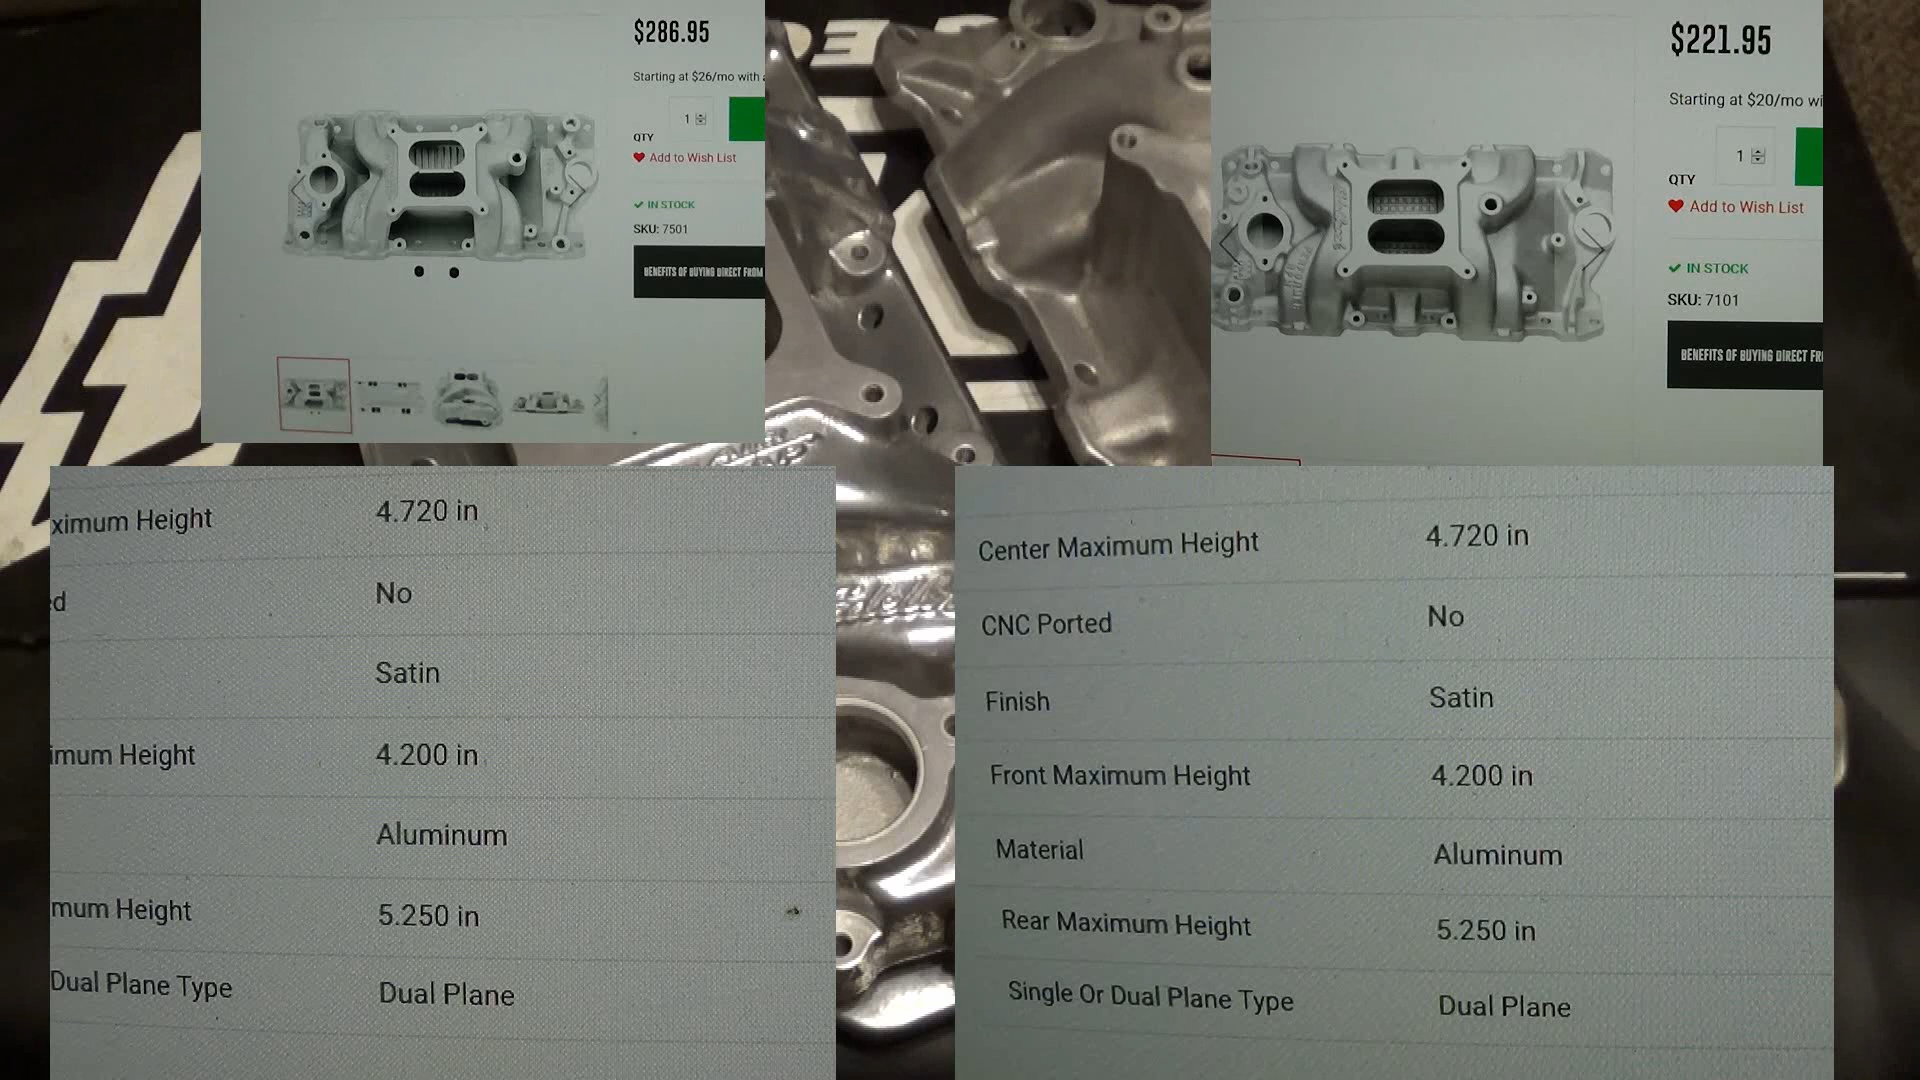 $286.95
Starting at $26/mo with
1
QTY
Add to Wish List
IN STOCK
SKU: 7501
BENEFITS OF BUYING DIRECT FROM
$221.95
Starting at $20/mo wi
1
QTY
Add to Wish List
IN STOCK
SKU: 7101
BENEFITS OF BUYING DIRECT FR
ximum Height 4.720 in
ed No
Satin
imum Height 4.200 in
Aluminum
mum Height 5.250 in
Dual Plane Type Dual Plane
Center Maximum Height 4.720 in
CNC Ported No
Finish Satin
Front Maximum Height 4.200 in
Material Aluminum
Rear Maximum Height 5.250 in
Single Or Dual Plane Type Dual Plane